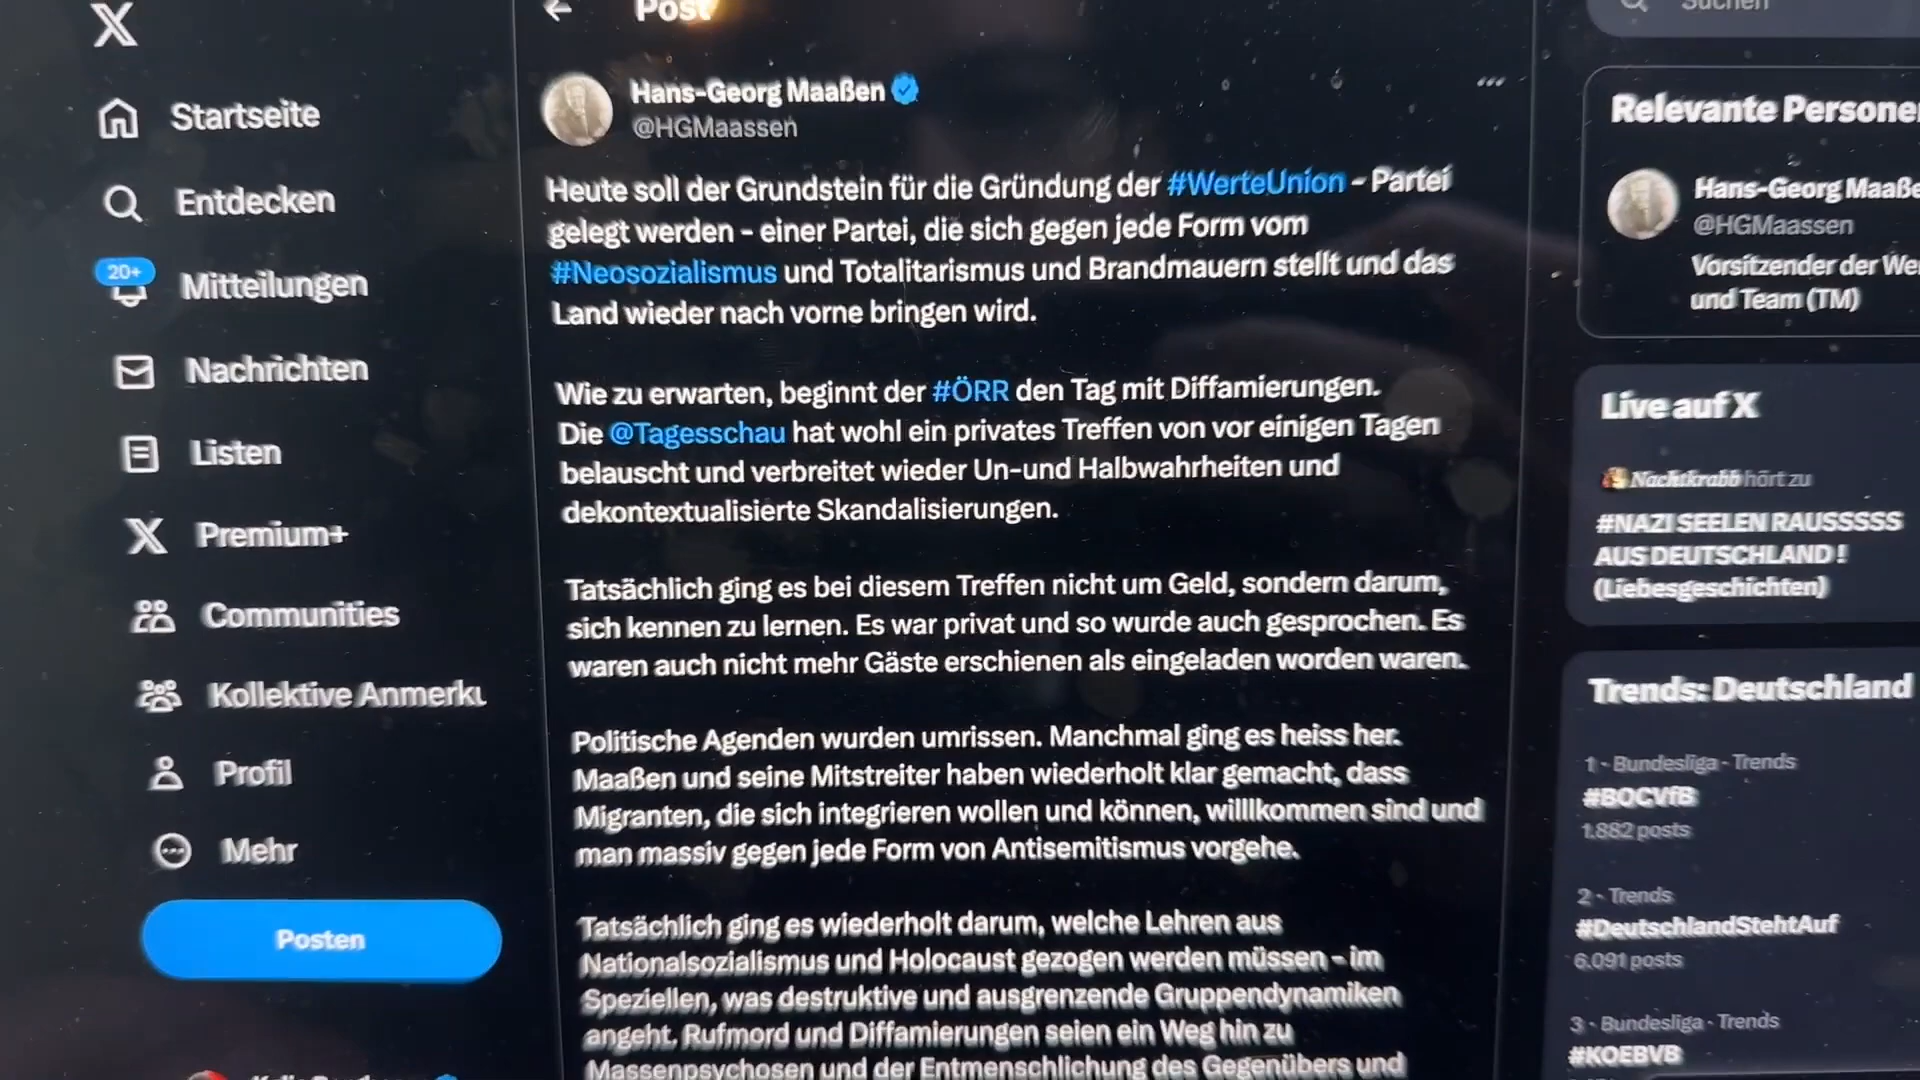 X
Startseite
Entdecken
20+
Mitteilungen
Nachrichten
Listen
Premium+
Communities
Kollektive Anmerku
Profil
Mehr
Posten
Post
Hans-Georg Maaßen
@HGMaassen
Heute soll der Grundstein für die Gründung der #WerteUnion - Partei
gelegt werden - einer Partei, die sich gegen jede Form vom
#Neosozialismus und Totalitarismus und Brandmauern stellt und das
Land wieder nach vorne bringen wird.
Wie zu erwarten, beginnt der #ÖRR den Tag mit Diffamierungen.
Die @Tagesschau hat wohl ein privates Treffen von vor einigen Tagen
belauscht und verbreitet wieder Un-und Halbwahrheiten und
dekontextualisierte Skandalisierungen.
Tatsächlich ging es bei diesem Treffen nicht um Geld, sondern darum,
sich kennen zu lernen. Es war privat und so wurde auch gesprochen. Es
waren auch nicht mehr Gäste erschienen als eingeladen worden waren.
Politische Agenden wurden umrissen. Manchmal ging es heiss her.
Maaßen und seine Mitstreiter haben wiederholt klar gemacht, dass
Migranten, die sich integrieren wollen und können, willlkommen sind und
man massiv gegen jede Form von Antisemitismus vorgehe.
Tatsächlich ging es wiederholt darum, welche Lehren aus
Nationalsozialismus und Holocaust gezogen werden müssen - im
Speziellen, was destruktive und ausgrenzende Gruppendynamiken
angeht. Rufmord und Diffamierungen seien ein Weg hin zu
Massenpsychosen und der Entmenschlichung des Gegenübers und
Suchen
Relevante Personen
Hans-Georg Maaße
@HGMaassen
Vorsitzender der Wer
und Team (TM)
Live auf X
Nachtkrabb hört zu
#NAZI SEELEN RAUSSSSS
AUS DEUTSCHLAND !
(Liebesgeschichten)
Trends: Deutschland
1 · Bundesliga · Trends
#BOCVfB
1.882 posts
2 · Trends
#DeutschlandStehtAuf
6.091 posts
3 · Bundesliga · Trends
#KOEBVB